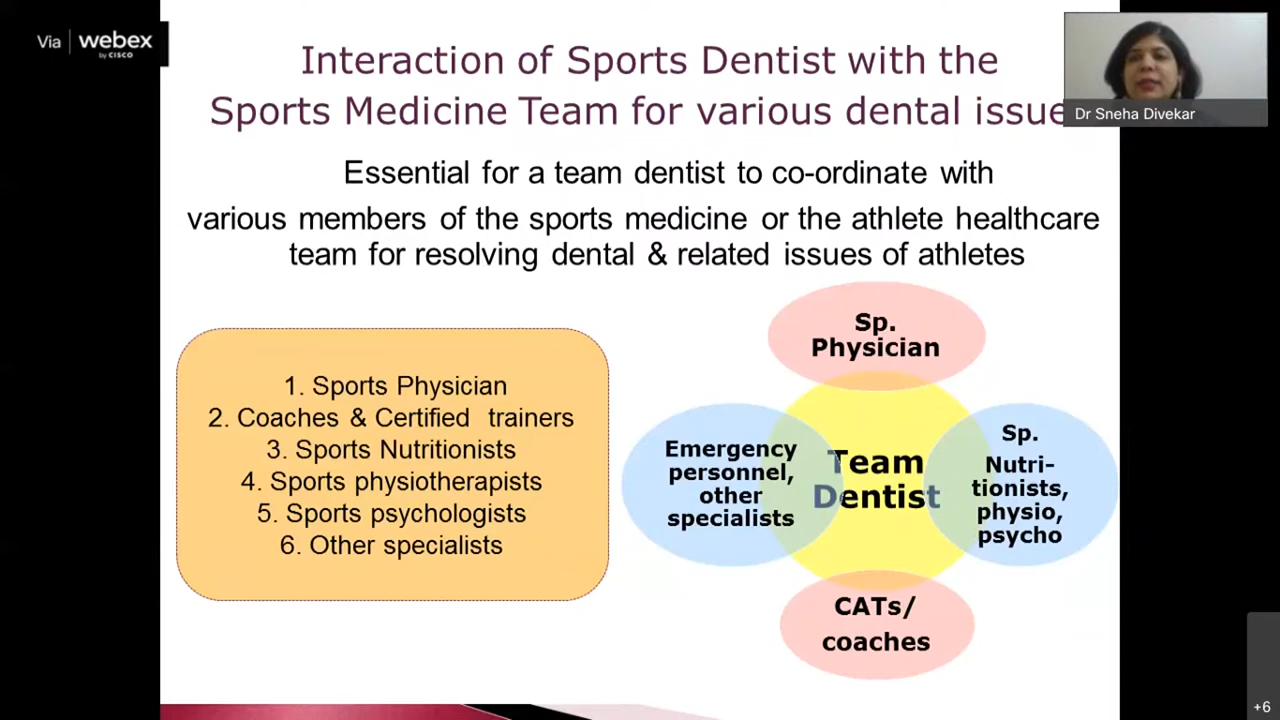 Via webex
by CISCO
Interaction of Sports Dentist with the
Sports Medicine Team for various dental issue
Dr Sneha Divekar
Essential for a team dentist to co-ordinate with
various members of the sports medicine or the athlete healthcare
team for resolving dental & related issues of athletes
1. Sports Physician
2. Coaches & Certified trainers
3. Sports Nutritionists
4. Sports physiotherapists
5. Sports psychologists
6. Other specialists
Sp.
Physician
Emergency
personnel,
other
specialists
Team
Dentist
Sp.
Nutri-
tionists,
physio,
psycho
CATs/
coaches
+6